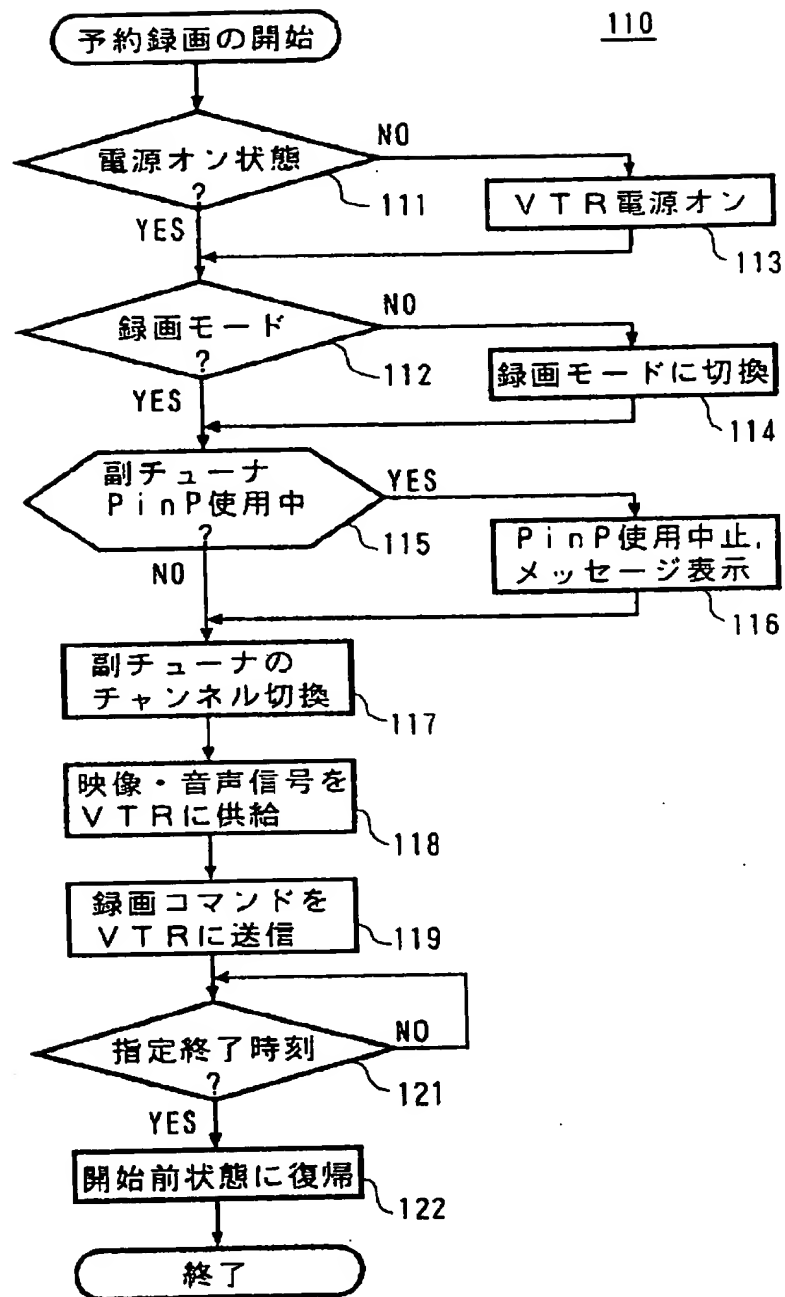 110
予約録画の開始
電源オン状態
?
NO
YES
111
VTR電源オン
113
録画モード
?
NO
YES
112
録画モードに切換
114
副チューナ
PinP使用中
?
YES
NO
115
PinP使用中止,
メッセージ表示
116
副チューナの
チャンネル切換
117
映像・音声信号を
VTRに供給
118
録画コマンドを
VTRに送信
119
指定終了時刻
?
NO
YES
121
開始前状態に復帰
122
終了